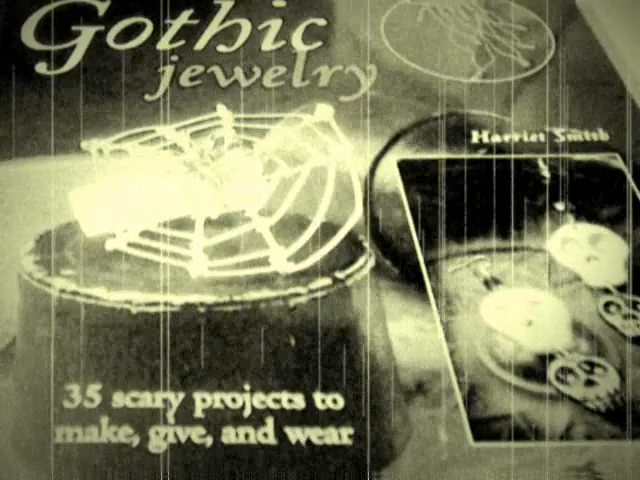 Gothic
jewelry
Harriet Smith
35 scary projects to
make, give, and wear